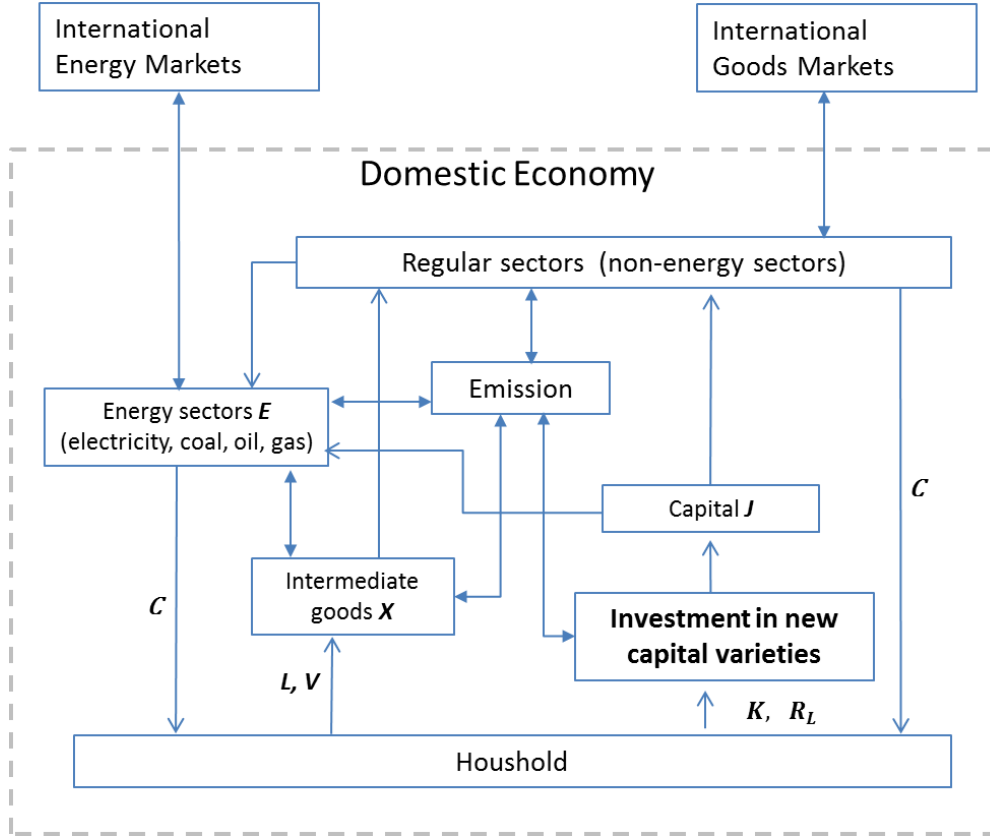 International
Energy Markets
International
Goods Markets
Domestic Economy
Regular sectors (non-energy sectors)
Emission
Energy sectors E
(electricity, coal, oil, gas)
Capital J
C
Intermediate
goods X
Investment in new
capital varieties
C
L, V
K, R_L
Houshold